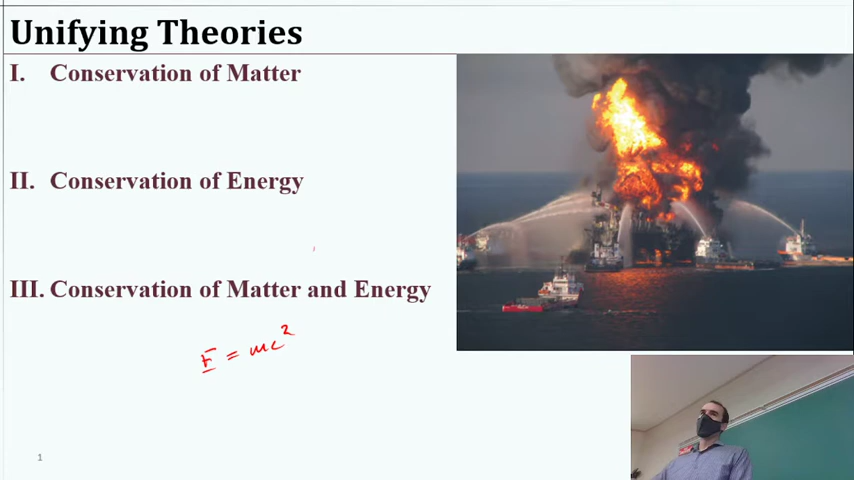 Unifying Theories
I. Conservation of Matter
II. Conservation of Energy
III. Conservation of Matter and Energy
E = mc²
1